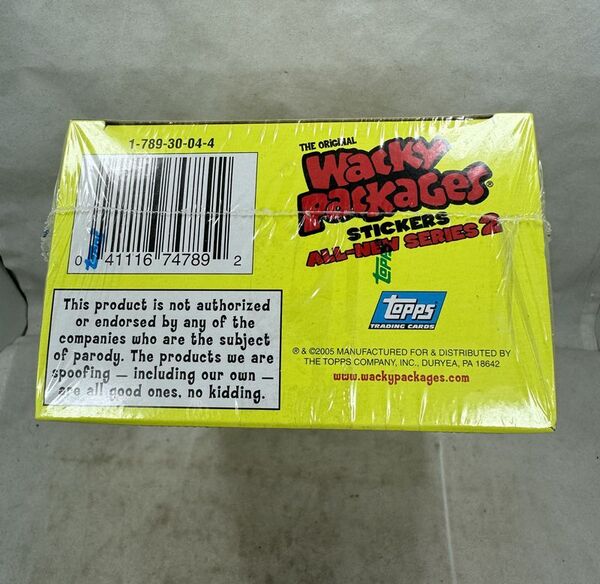 1-789-30-04-4
0 41116 74789 2
This product is not authorized
or endorsed by any of the
companies who are the subject
of parody. The products we are
spoofing — including our own —
are all good ones, no kidding.
THE ORIGINAL
Wacky
Packages®
STICKERS
ALL-NEW SERIES 2
topps
TRADING CARDS
® & ©2005 MANUFACTURED FOR & DISTRIBUTED BY
THE TOPPS COMPANY, INC., DURYEA, PA 18642
www.wackypackages.com
topps
topps